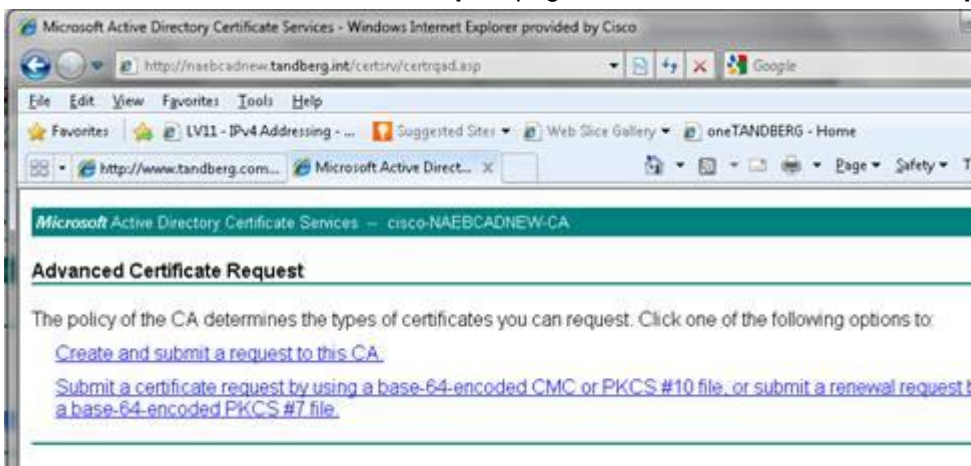 Microsoft Active Directory Certificate Services - Windows Internet Explorer provided by Cisco
http://naebcadnew.tandberg.int/certsrv/certrqad.asp
Google
File Edit View Favorites Tools Help
Favorites LV11 - IPv4 Addressing - ... Suggested Sites Web Slice Gallery oneTANDBERG - Home
http://www.tandberg.com... Microsoft Active Direct... X Page Safety T
Microsoft Active Directory Certificate Services -- cisco-NAEBCADNEW-CA
Advanced Certificate Request
The policy of the CA determines the types of certificates you can request. Click one of the following options to:
Create and submit a request to this CA.
Submit a certificate request by using a base-64-encoded CMC or PKCS #10 file, or submit a renewal request b
a base-64-encoded PKCS #7 file.